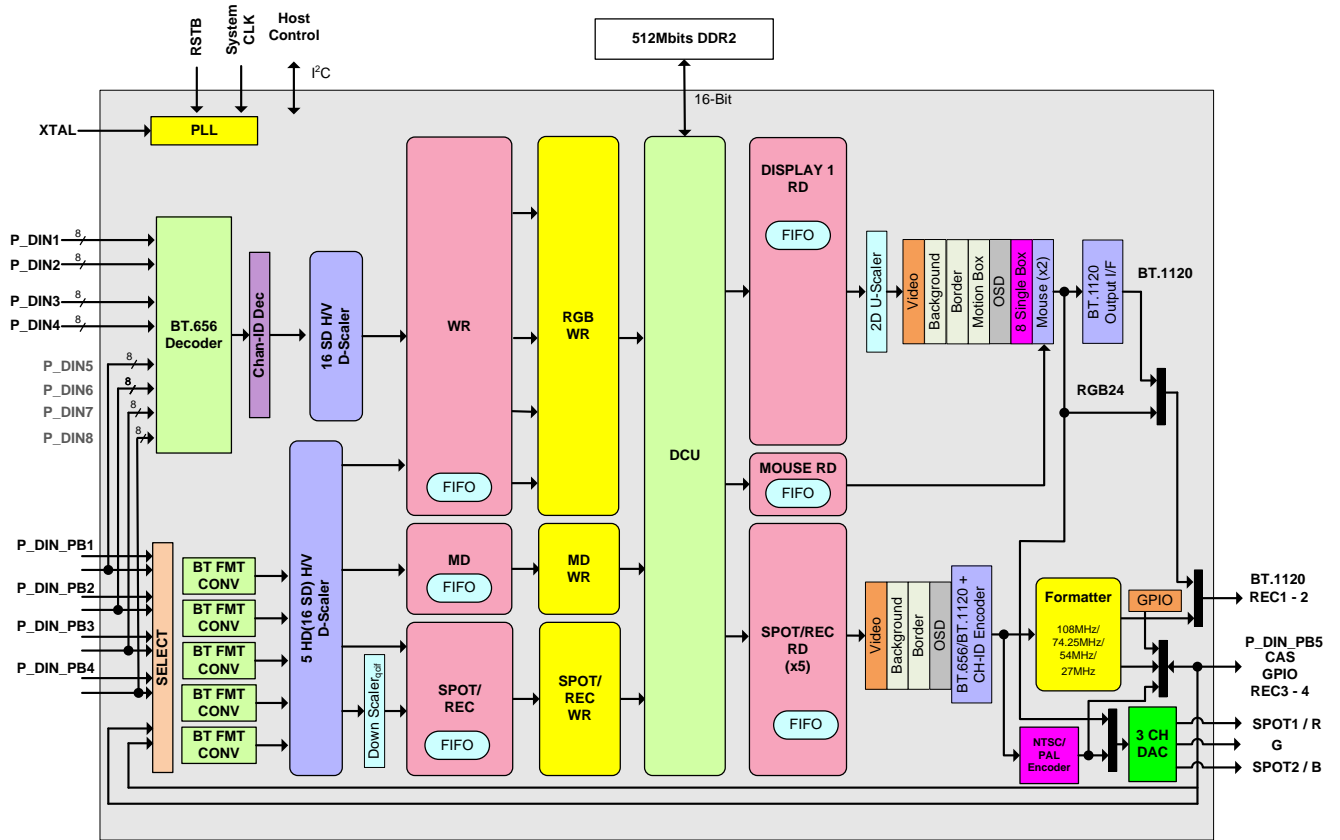 RSTB
System
CLK
Host
Control
I²C
512Mbits DDR2
16-Bit
XTAL
PLL
P_DIN1
8
P_DIN2
8
P_DIN3
8
P_DIN4
8
P_DIN5
8
P_DIN6
8
P_DIN7
8
P_DIN8
8
BT.656
Decoder
Chan-ID Dec
16 SD H/V
D-Scaler
WR
FIFO
RGB
WR
DCU
DISPLAY 1
RD
FIFO
2D U-Scaler
Video
Background
Border
Motion Box
OSD
8 Single Box
Mouse (x2)
BT.1120
Output I/F
BT.1120
RGB24
MOUSE RD
FIFO
P_DIN_PB1
P_DIN_PB2
P_DIN_PB3
P_DIN_PB4
SELECT
BT FMT
CONV
BT FMT
CONV
BT FMT
CONV
BT FMT
CONV
BT FMT
CONV
5 HD(16 SD) H/V
D-Scaler
Down Scaler qdf
MD
FIFO
MD
WR
SPOT/
REC
FIFO
SPOT/
REC
WR
SPOT/REC
RD
(x5)
FIFO
Video
Background
Border
OSD
BT.656/BT.1120 +
CH-ID Encoder
Formatter
108MHz/
74.25MHz/
54MHz/
27MHz
GPIO
NTSC/
PAL
Encoder
3 CH
DAC
BT.1120
REC1 - 2
P_DIN_PB5
CAS
GPIO
REC3 - 4
SPOT1 / R
G
SPOT2 / B